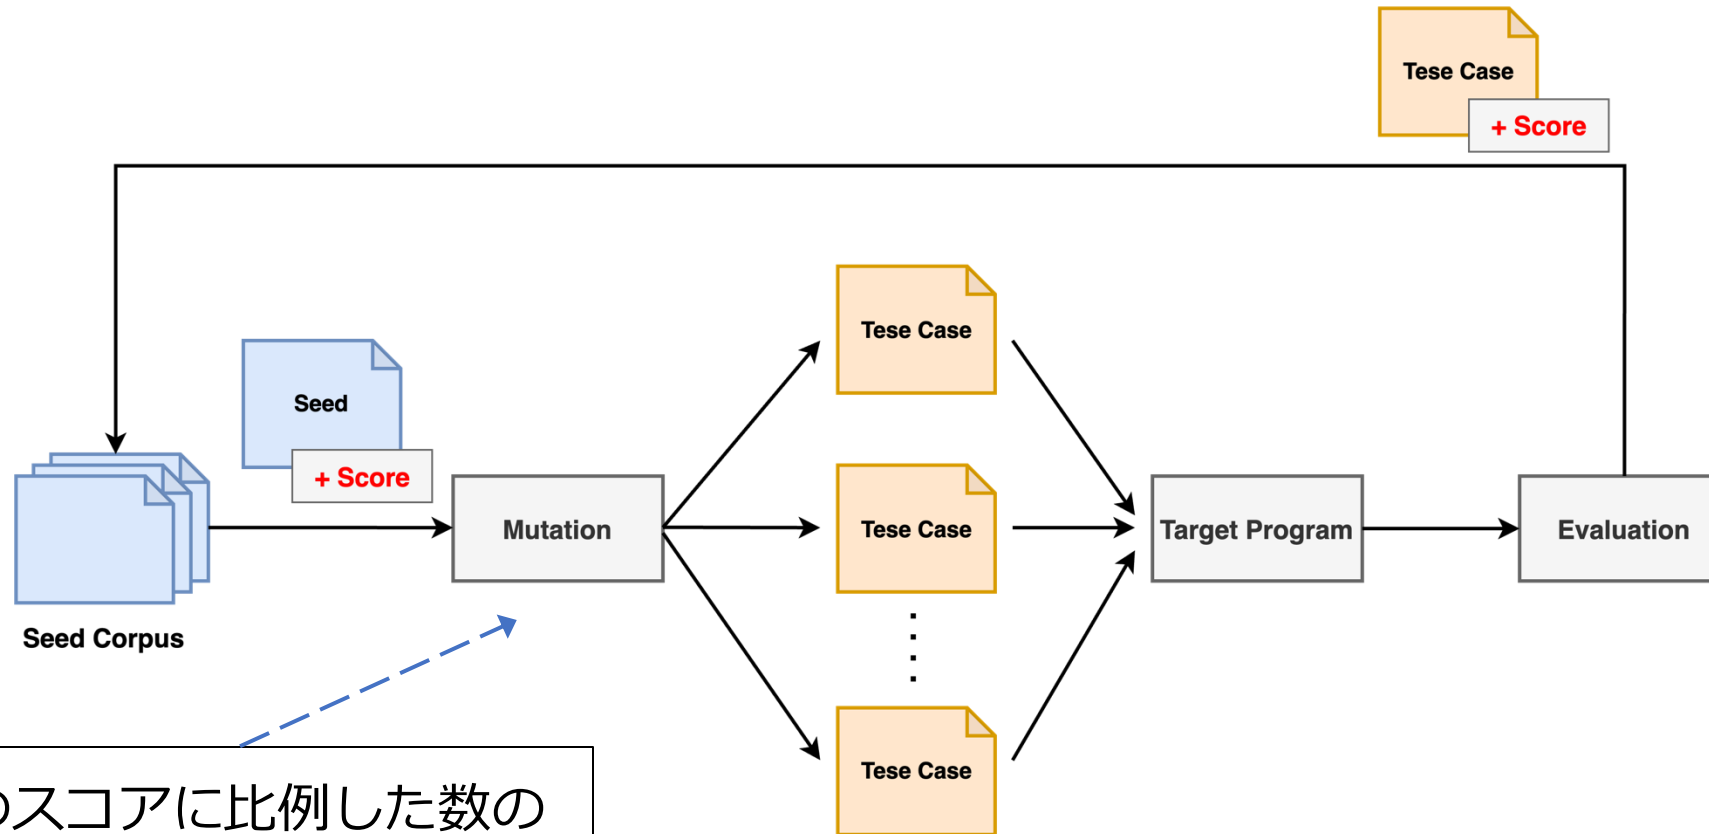 Tese Case
+ Score
Tese Case
Seed
+ Score
Mutation
Tese Case
Target Program
Evaluation
Seed Corpus
Tese Case
のスコアに比例した数の